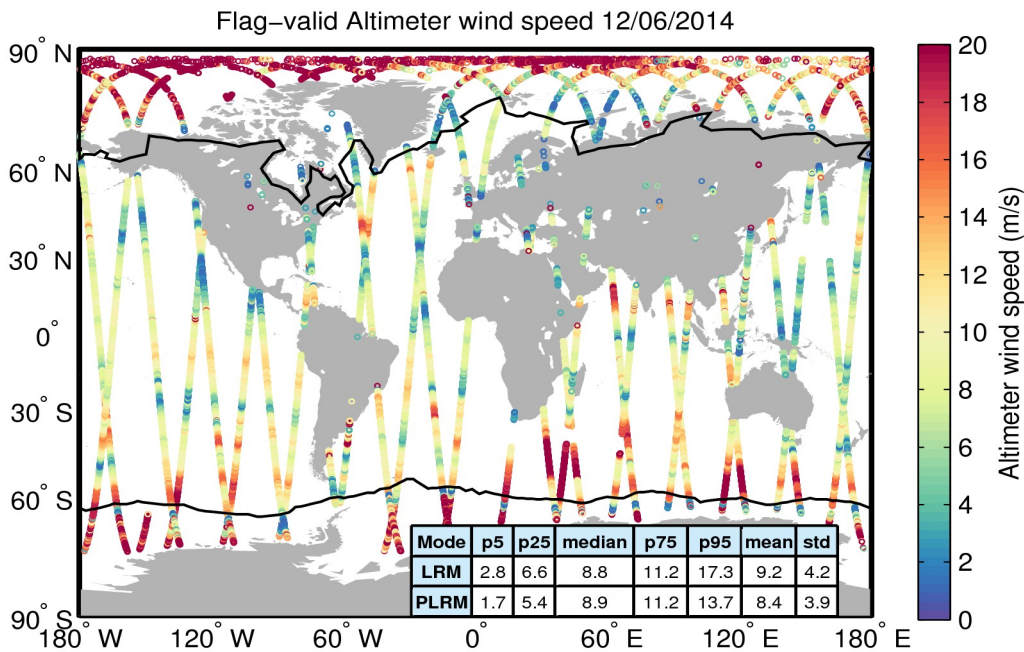 Flag−valid Altimeter wind speed 12/06/2014
90° N
60° N
30° N
0°
30° S
60° S
90° S
180° W
120° W
60° W
0°
60° E
120° E
180° E
Mode p5 p25 median p75 p95 mean std
LRM 2.8 6.6 8.8 11.2 17.3 9.2 4.2
PLRM 1.7 5.4 8.9 11.2 13.7 8.4 3.9
20
18
16
14
12
10
8
6
4
2
0
Altimeter wind speed (m/s)